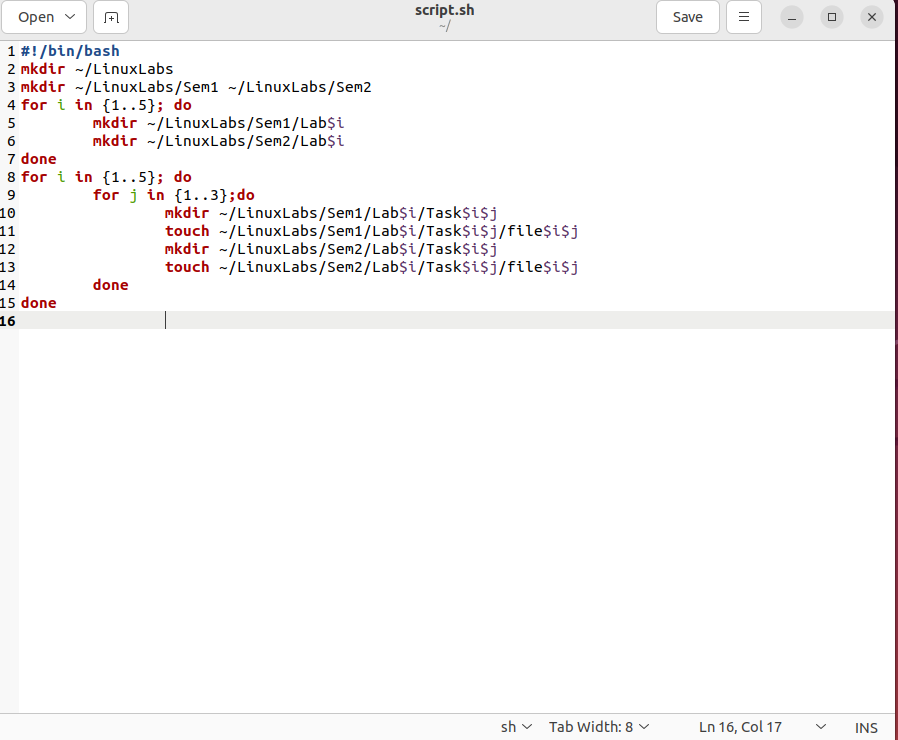 Open
script.sh
~/
Save
1 #!/bin/bash
2 mkdir ~/LinuxLabs
3 mkdir ~/LinuxLabs/Sem1 ~/LinuxLabs/Sem2
4 for i in {1..5}; do
5         mkdir ~/LinuxLabs/Sem1/Lab$i
6         mkdir ~/LinuxLabs/Sem2/Lab$i
7 done
8 for i in {1..5}; do
9         for j in {1..3};do
10                 mkdir ~/LinuxLabs/Sem1/Lab$i/Task$i$j
11                 touch ~/LinuxLabs/Sem1/Lab$i/Task$i$j/file$i$j
12                 mkdir ~/LinuxLabs/Sem2/Lab$i/Task$i$j
13                 touch ~/LinuxLabs/Sem2/Lab$i/Task$i$j/file$i$j
14         done
15 done
16
sh Tab Width: 8 Ln 16, Col 17 INS